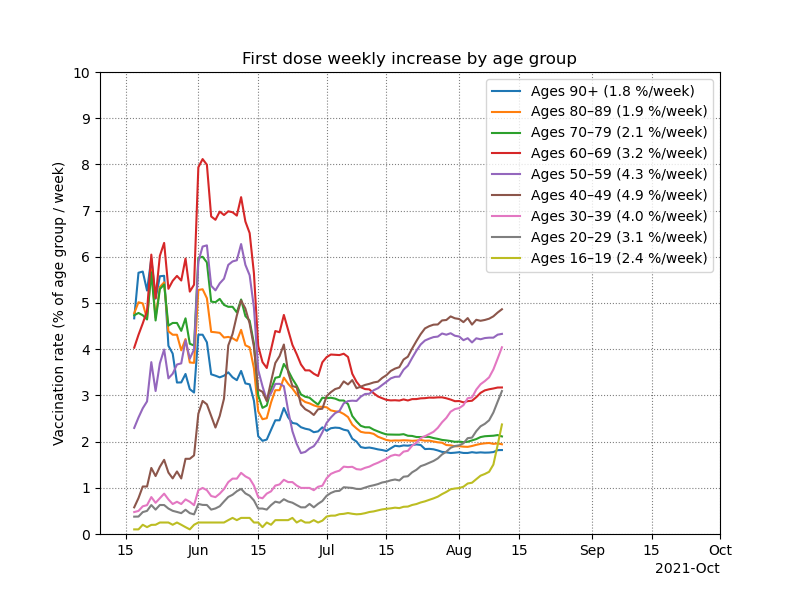 First dose weekly increase by age group
Vaccination rate (% of age group / week)
10
9
8
7
6
5
4
3
2
1
0
Ages 90+ (1.8 %/week)
Ages 80–89 (1.9 %/week)
Ages 70–79 (2.1 %/week)
Ages 60–69 (3.2 %/week)
Ages 50–59 (4.3 %/week)
Ages 40–49 (4.9 %/week)
Ages 30–39 (4.0 %/week)
Ages 20–29 (3.1 %/week)
Ages 16–19 (2.4 %/week)
15 Jun 15 Jul 15 Aug 15 Sep 15 Oct
2021-Oct